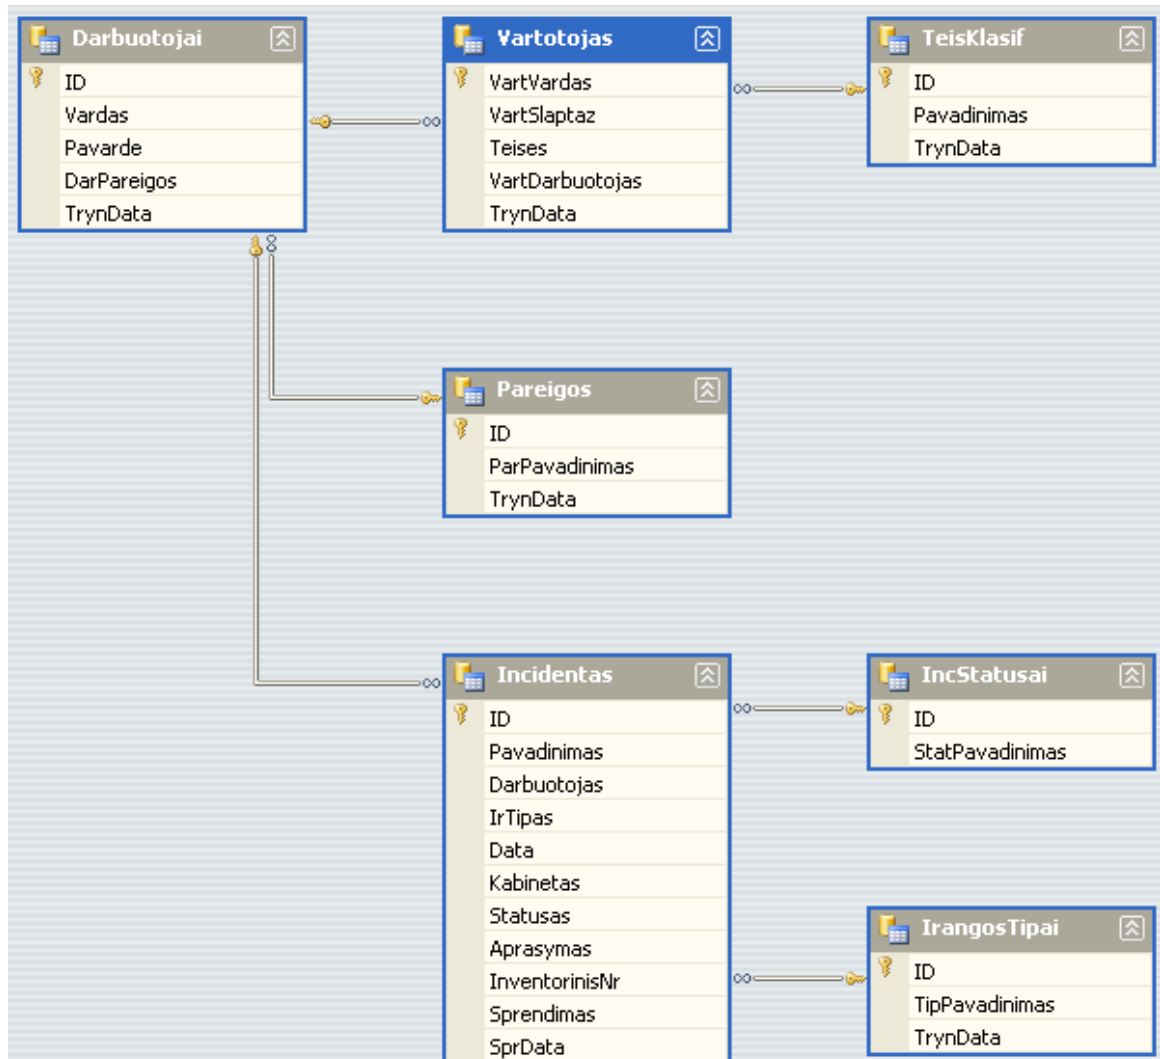 Darbuotojai
ID
Vardas
Pavarde
DarPareigos
TrynData
Vartotojas
VartVardas
VartSlaptaz
Teises
VartDarbuotojas
TrynData
TeisKlasif
ID
Pavadinimas
TrynData
Pareigos
ID
ParPavadinimas
TrynData
Incidentas
ID
Pavadinimas
Darbuotojas
IrTipas
Data
Kabinetas
Statusas
Aprasymas
InventorinisNr
Sprendimas
SprData
IncStatusai
ID
StatPavadinimas
IrangosTipai
ID
TipPavadinimas
TrynData